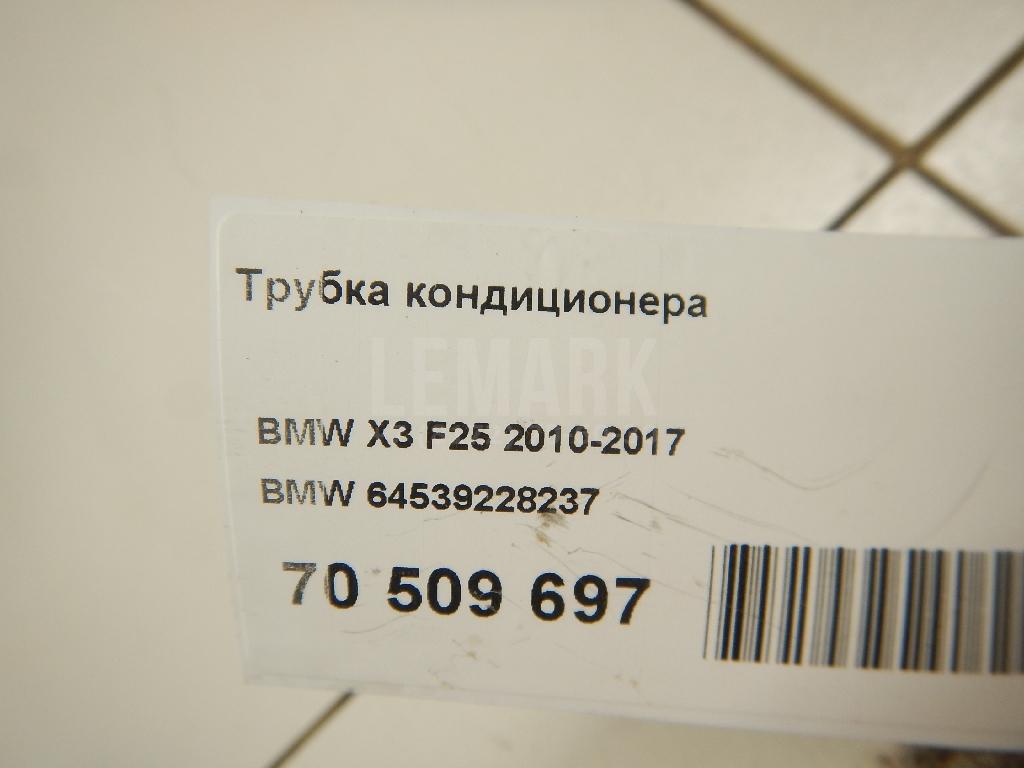 Трубка кондиционера
LEMARK
BMW X3 F25 2010-2017
BMW 64539228237
70 509 697